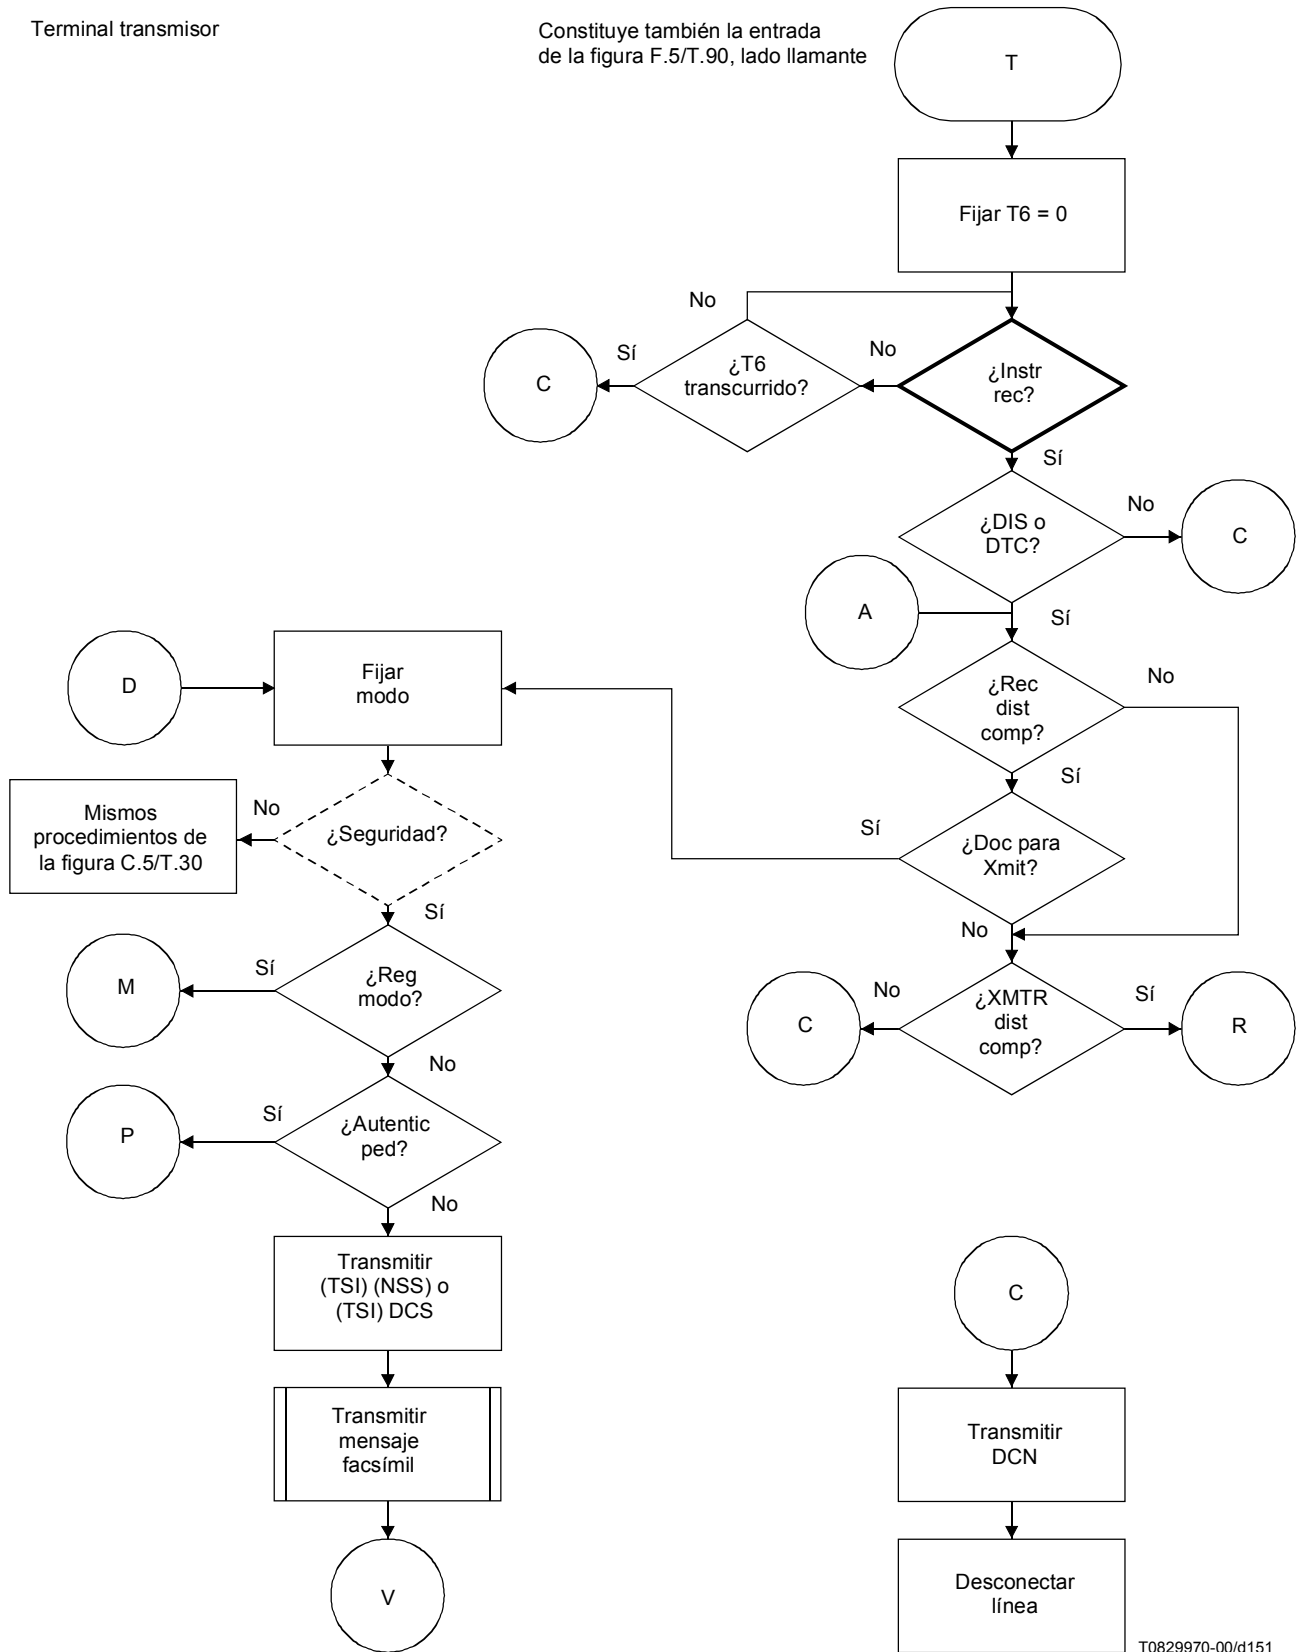 Terminal transmisor
Constituye también la entrada
de la figura F.5/T.90, lado llamante
T
Fijar T6 = 0
No
Sí
No
C
¿T6
transcurrido?
¿Instr
rec?
Sí
¿DIS o
DTC?
No
C
A
Sí
D
Fijar
modo
¿Rec
dist
comp?
No
Sí
Mismos
procedimientos de
la figura C.5/T.30
No
¿Seguridad?
Sí
¿Doc para
Xmit?
Sí
No
M
Sí
¿Reg
modo?
C
No
¿XMTR
dist
comp?
Sí
R
No
P
Sí
¿Autentic
ped?
No
Transmitir
(TSI) (NSS) o
(TSI) DCS
C
Transmitir
mensaje
facsímil
Transmitir
DCN
V
Desconectar
línea
T0829970-00/d151